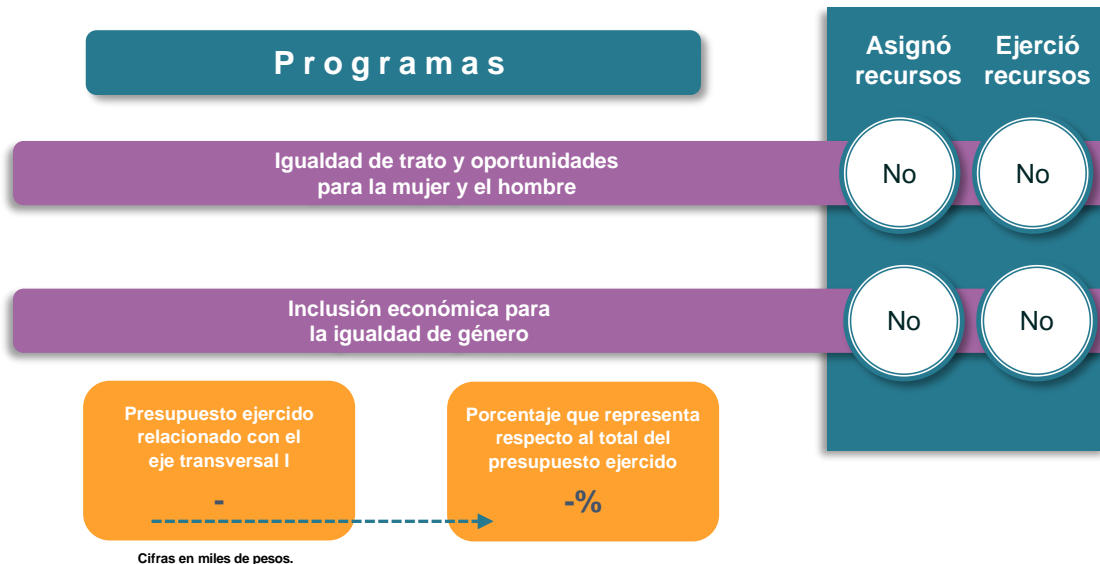 Programas
Asignó
recursos
Ejerció
recursos
Igualdad de trato y oportunidades
para la mujer y el hombre
No
No
Inclusión económica para
la igualdad de género
No
No
Presupuesto ejercido
relacionado con el
eje transversal I
-
Porcentaje que representa
respecto al total del
presupuesto ejercido
-%
Cifras en miles de pesos.